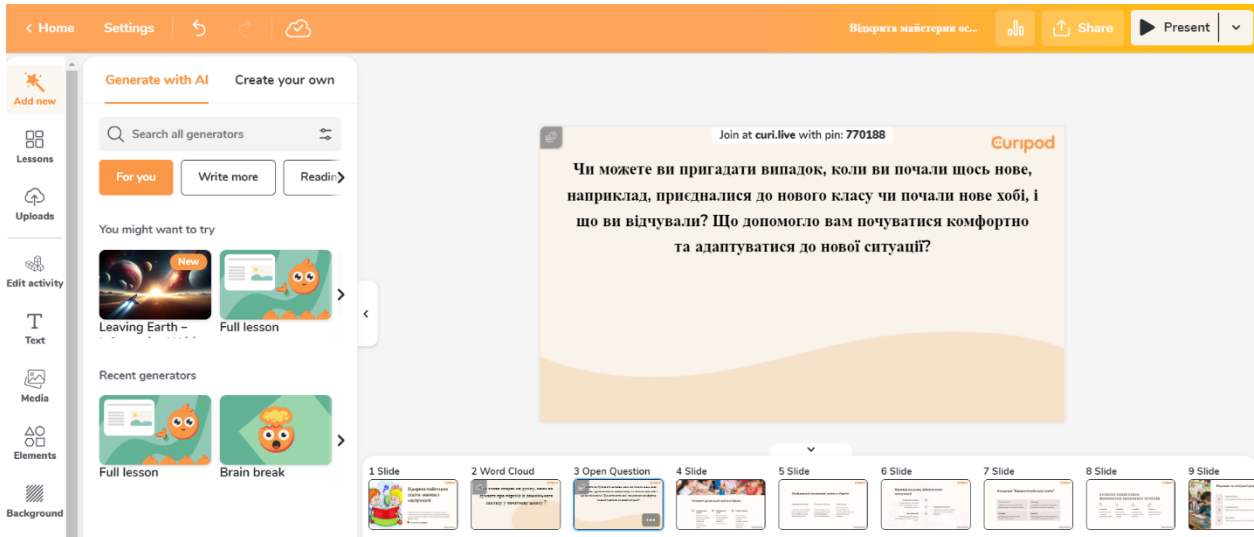 Home
Settings
Відкрита майстерня ос...
Share
Present
Add new
Lessons
Uploads
Edit activity
Text
Media
Elements
Background
Generate with AI
Create your own
Search all generators
For you
Write more
Readin
You might want to try
New
Leaving Earth –
Full lesson
Recent generators
Full lesson
Brain break
Join at curi.live with pin: 770188
curipod
Чи можете ви пригадати випадок, коли ви почали щось нове,
наприклад, приєдналися до нового класу чи почали нове хобі, і
що ви відчували? Що допомогло вам почуватися комфортно
та адаптуватися до нової ситуації?
1 Slide
2 Word Cloud
3 Open Question
4 Slide
5 Slide
6 Slide
7 Slide
8 Slide
9 Slide